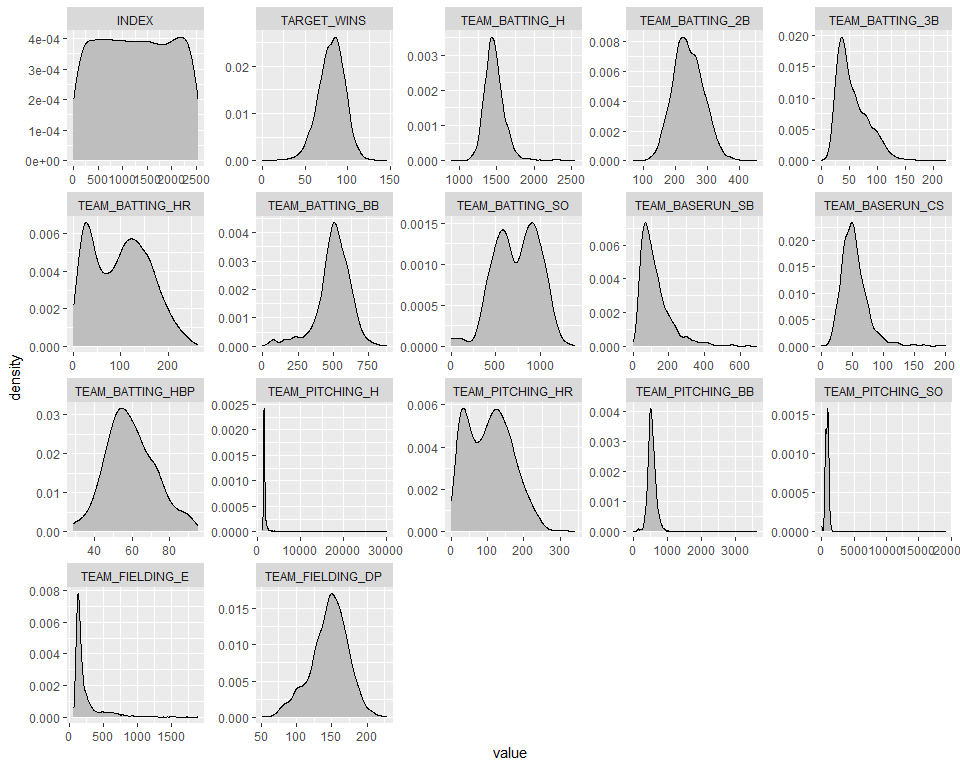 INDEX TARGET_WINS TEAM_BATTING_H TEAM_BATTING_2B TEAM_BATTING_3B
4e-04
3e-04
2e-04
1e-04
0e+00
0 500 1000 1500 2000 2500
0.02
0.01
0.00
0 50 100 150
0.003
0.002
0.001
0.000
1000 1500 2000 2500
0.008
0.006
0.004
0.002
0.000
100 200 300 400
0.020
0.015
0.010
0.005
0.000
0 50 100 150 200
TEAM_BATTING_HR TEAM_BATTING_BB TEAM_BATTING_SO TEAM_BASERUN_SB TEAM_BASERUN_CS
0.006
0.004
0.002
0.000
0 100 200
0.004
0.003
0.002
0.001
0.000
0 250 500 750
0.0015
0.0010
0.0005
0.0000
0 500 1000
0.006
0.004
0.002
0.000
0 200 400 600
0.020
0.015
0.010
0.005
0.000
0 50 100 150 200
TEAM_BATTING_HBP TEAM_PITCHING_H TEAM_PITCHING_HR TEAM_PITCHING_BB TEAM_PITCHING_SO
0.03
0.02
0.01
0.00
40 60 80
0.0025
0.0020
0.0015
0.0010
0.0005
0.0000
0 10000 20000 30000
0.006
0.004
0.002
0.000
0 100 200 300
0.004
0.003
0.002
0.001
0.000
0 1000 2000 3000
0.0015
0.0010
0.0005
0.0000
0 5000 10000 15000 20000
TEAM_FIELDING_E TEAM_FIELDING_DP
0.008
0.006
0.004
0.002
0.000
0 500 1000 1500
0.015
0.010
0.005
0.000
50 100 150 200
density
value